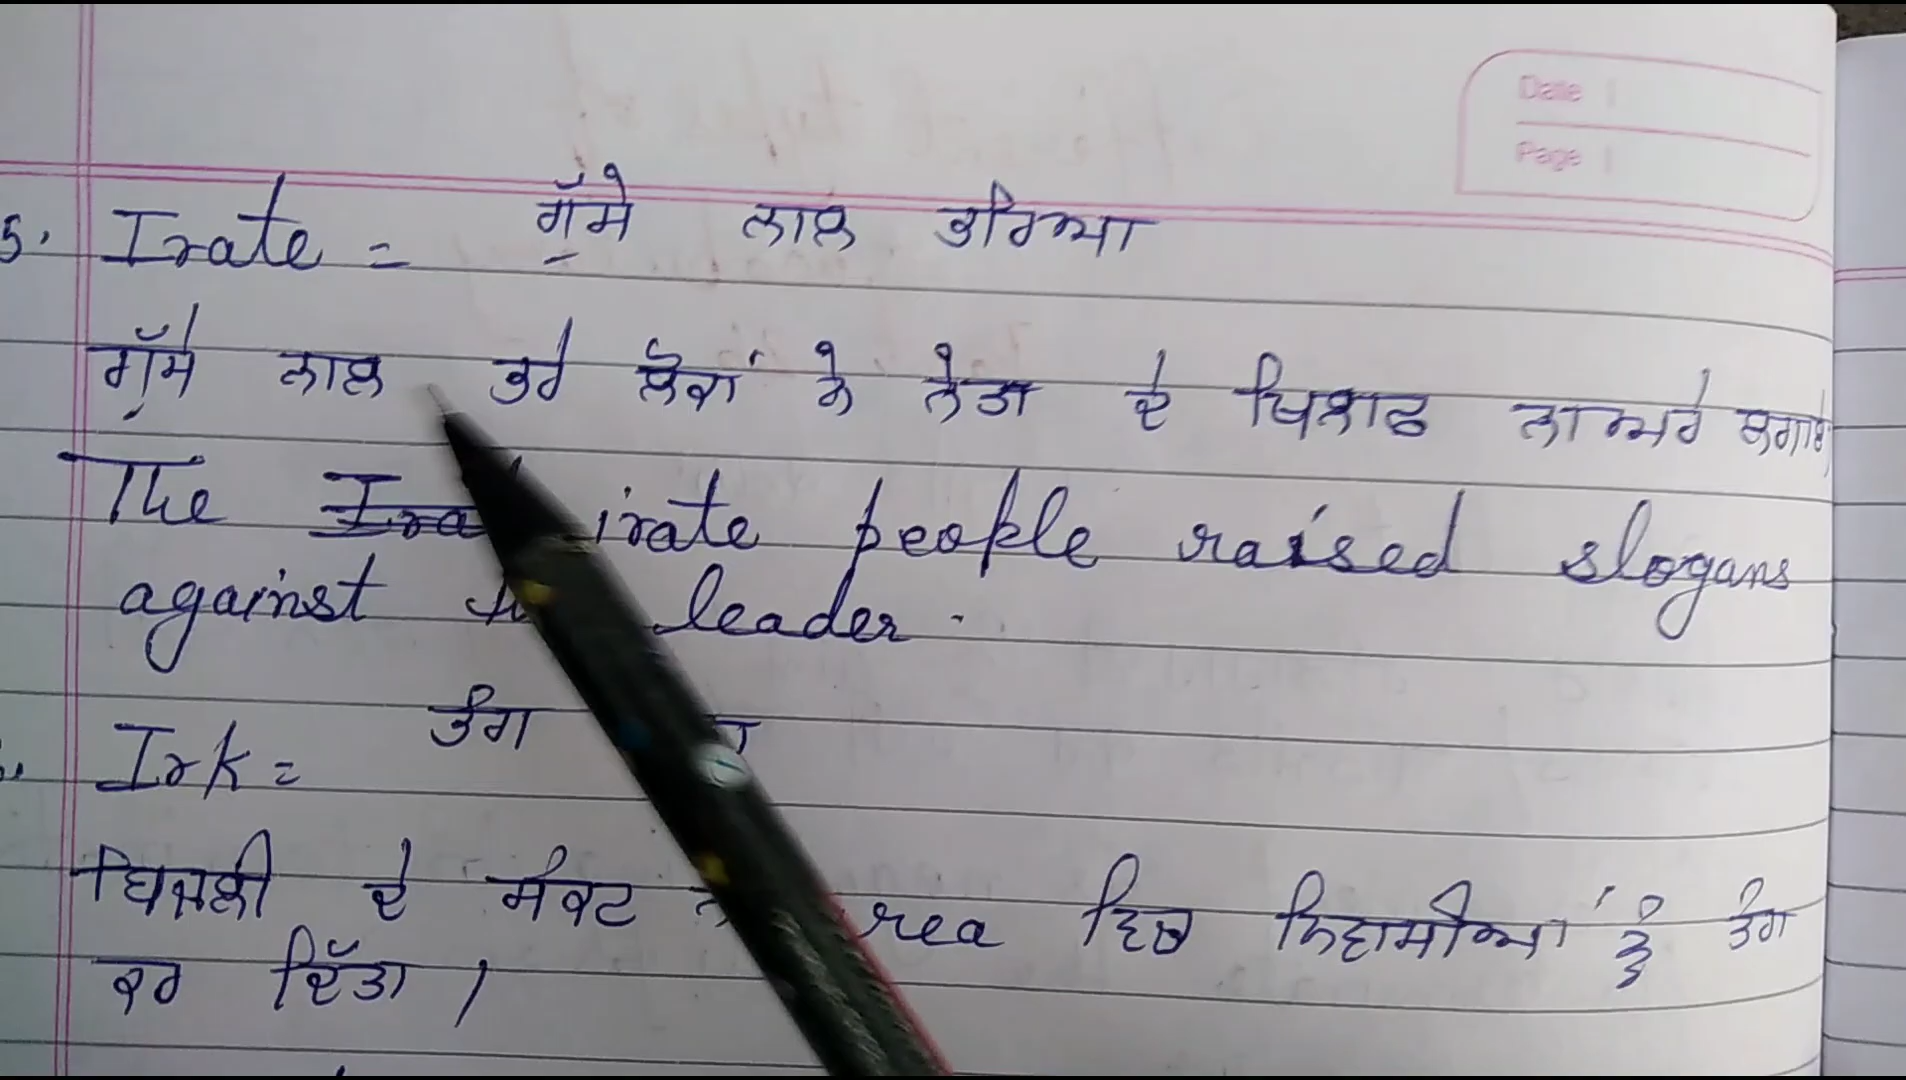 Date
Page
5. Irate = ਗੁੱਸੇ ਨਾਲ ਭਰਿਆ
ਗੁੱਸੇ ਨਾਲ ਭਰੇ ਲੋਕਾਂ ਨੇ ਨੇਤਾ ਦੇ ਖਿਲਾਫ ਨਾਅਰੇ ਲਗਾਏ
The irate people raised slogans
against leader.
Irk = ਤੰਗ
ਬਿਜਲੀ ਦੇ ਸੰਕਟ rea ਵਿਚ ਨਿਵਾਸੀਆਂ ਨੂੰ ਤੰਗ
ਕਰ ਦਿੱਤਾ ।